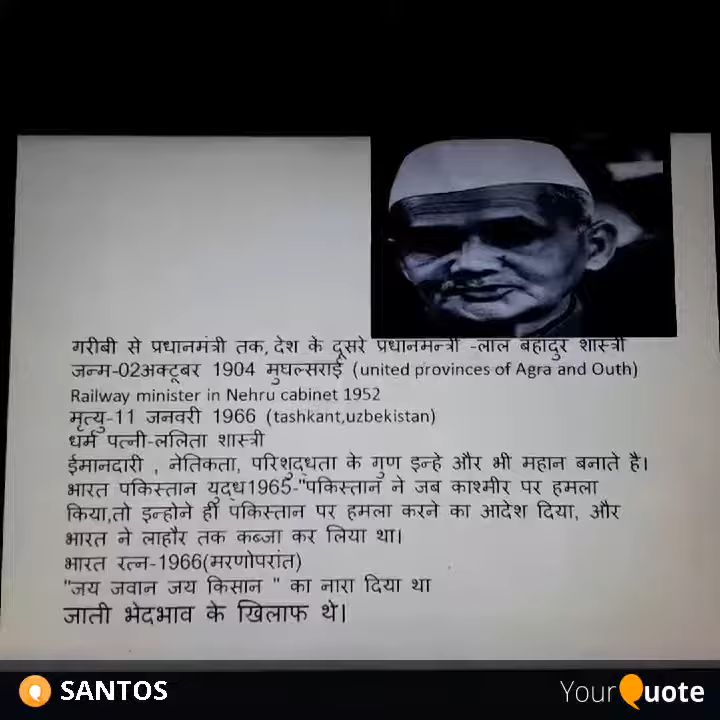 गरीबी से प्रधानमंत्री तक, देश के दूसरे प्रधानमन्त्री -लाल बहादुर शास्त्री
जन्म-02अक्टूबर 1904 मुघल्सराई (united provinces of Agra and Outh)
Railway minister in Nehru cabinet 1952
मृत्यु-11 जनवरी 1966 (tashkant,uzbekistan)
धर्म पत्नी-ललिता शास्त्री
ईमानदारी , नेतिकता, परिशुद्धता के गुण इन्हे और भी महान बनाते है।
भारत पकिस्तान युद्ध1965-"पकिस्तान ने जब काश्मीर पर हमला
किया,तो इन्होने ही पकिस्तान पर हमला करने का आदेश दिया, और
भारत ने लाहौर तक कब्जा कर लिया था।
भारत रत्न-1966(मरणोपरांत)
"जय जवान जय किसान " का नारा दिया था
जाती भेदभाव के खिलाफ थे।
SANTOS
YourQuote